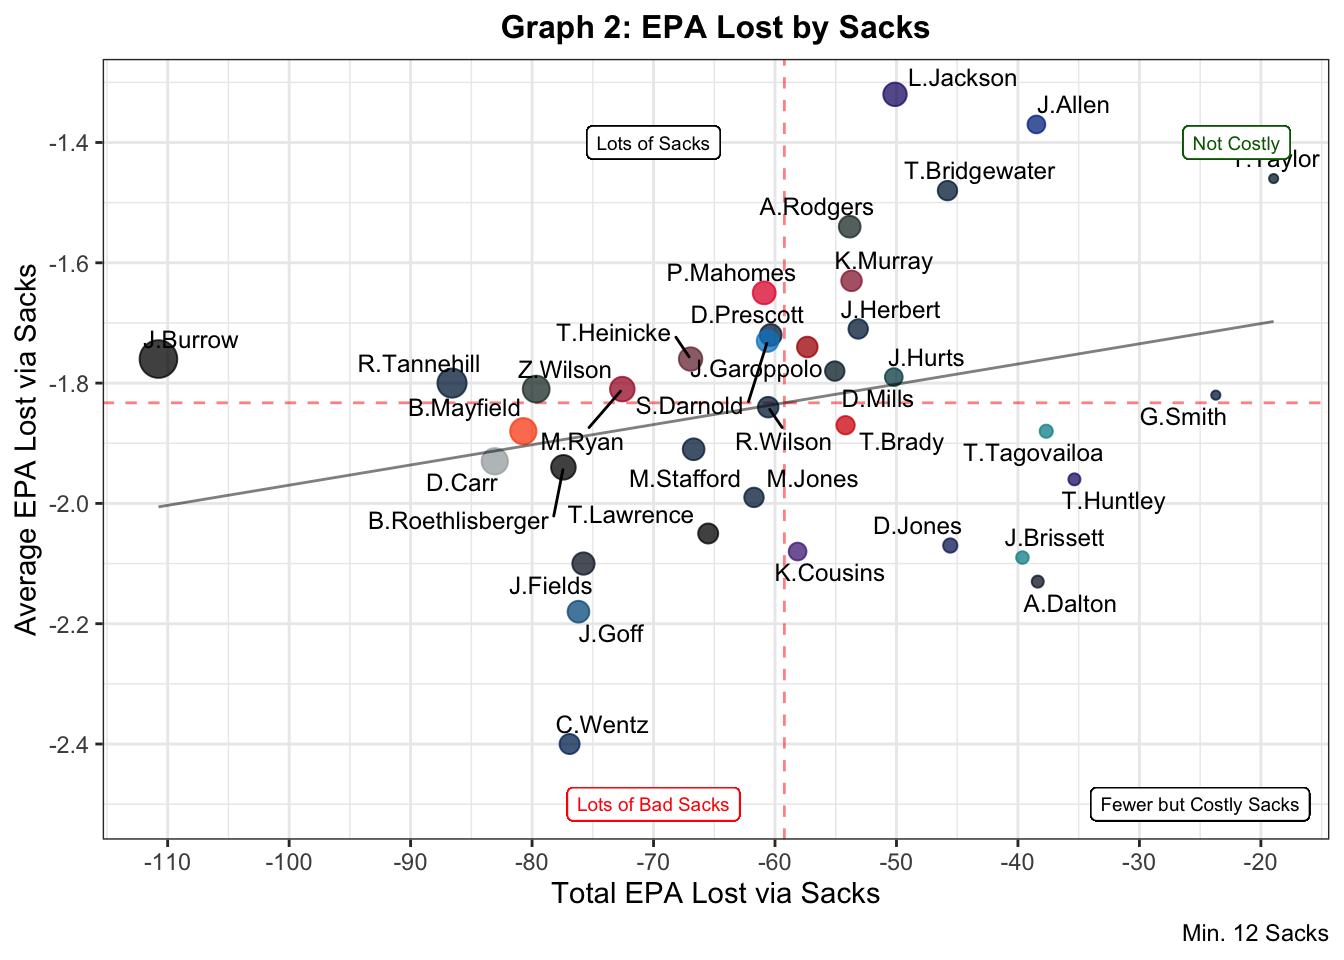 Graph 2: EPA Lost by Sacks
L.Jackson
J.Allen
Lots of Sacks
Not Costly
T.Taylor
T.Bridgewater
A.Rodgers
K.Murray
P.Mahomes
J.Herbert
D.Prescott
T.Heinicke
J.Burrow
R.Tannehill
Z.Wilson
J.Garoppolo
J.Hurts
B.Mayfield
S.Darnold
D.Mills
G.Smith
M.Ryan
R.Wilson
T.Brady
T.Tagovailoa
D.Carr
M.Stafford
M.Jones
T.Huntley
B.Roethlisberger
T.Lawrence
D.Jones
J.Brissett
K.Cousins
J.Fields
A.Dalton
J.Goff
C.Wentz
Lots of Bad Sacks
Fewer but Costly Sacks
-1.4
-1.6
-1.8
-2.0
-2.2
-2.4
Average EPA Lost via Sacks
-110 -100 -90 -80 -70 -60 -50 -40 -30 -20
Total EPA Lost via Sacks
Min. 12 Sacks